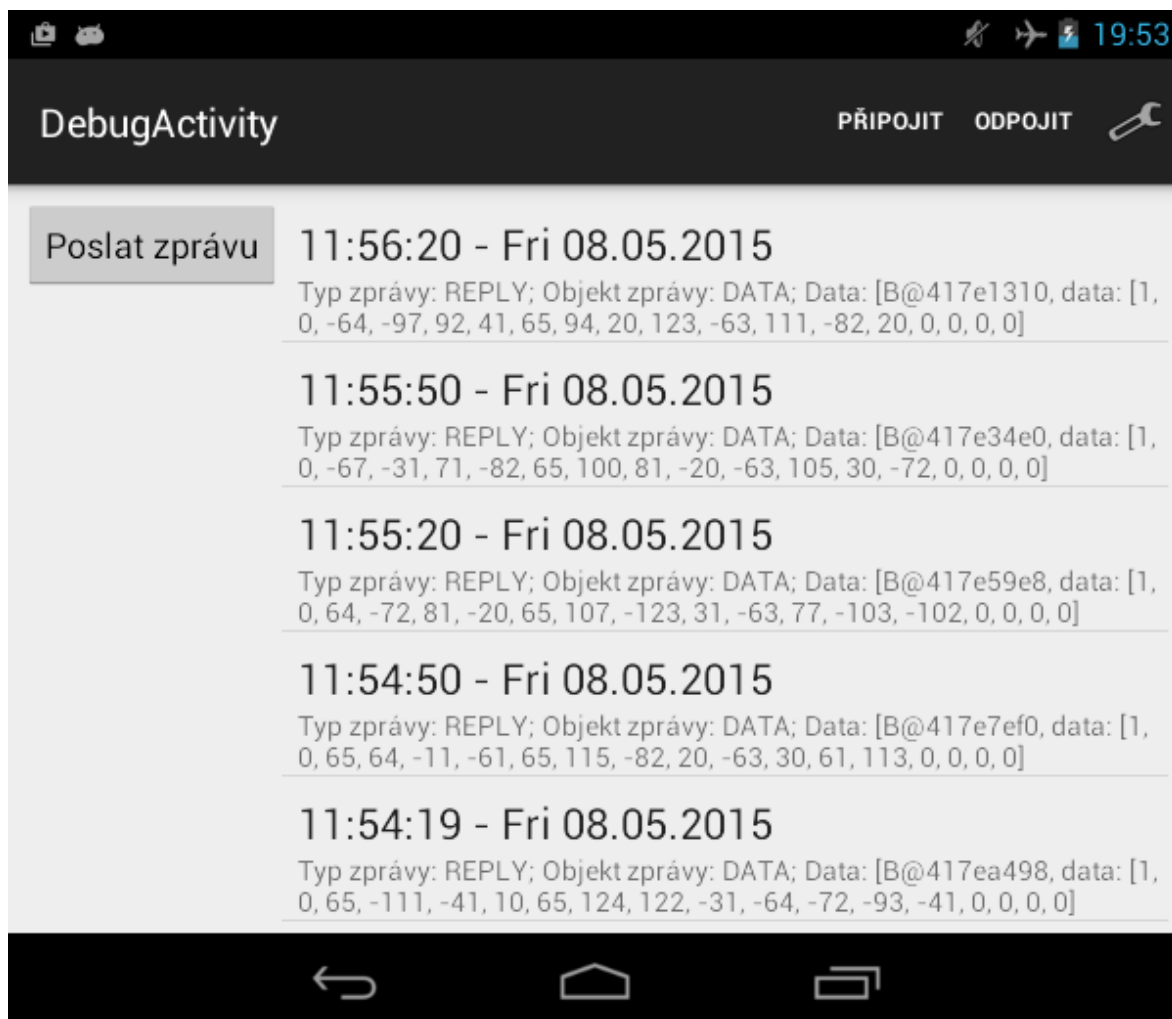 19:53
DebugActivity
PŘIPOJIT
ODPOJIT
Poslat zprávu
11:56:20 - Fri 08.05.2015
Typ zprávy: REPLY; Objekt zprávy: DATA; Data: [B@417e1310, data: [1,
0, -64, -97, 92, 41, 65, 94, 20, 123, -63, 111, -82, 20, 0, 0, 0, 0]
11:55:50 - Fri 08.05.2015
Typ zprávy: REPLY; Objekt zprávy: DATA; Data: [B@417e34e0, data: [1,
0, -67, -31, 71, -82, 65, 100, 81, -20, -63, 105, 30, -72, 0, 0, 0, 0]
11:55:20 - Fri 08.05.2015
Typ zprávy: REPLY; Objekt zprávy: DATA; Data: [B@417e59e8, data: [1,
0, 64, -72, 81, -20, 65, 107, -123, 31, -63, 77, -103, -102, 0, 0, 0, 0]
11:54:50 - Fri 08.05.2015
Typ zprávy: REPLY; Objekt zprávy: DATA; Data: [B@417e7ef0, data: [1,
0, 65, 64, -11, -61, 65, 115, -82, 20, -63, 30, 61, 113, 0, 0, 0, 0]
11:54:19 - Fri 08.05.2015
Typ zprávy: REPLY; Objekt zprávy: DATA; Data: [B@417ea498, data: [1,
0, 65, -111, -41, 10, 65, 124, 122, -31, -64, -72, -93, -41, 0, 0, 0, 0]